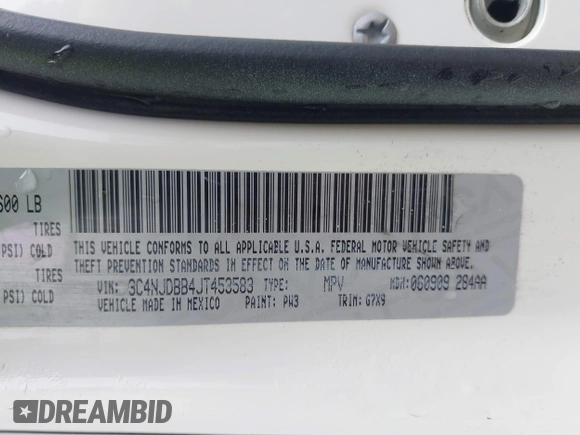 600 LB
TIRES
PSI) COLD
TIRES
PSI) COLD
THIS VEHICLE CONFORMS TO ALL APPLICABLE U.S.A. FEDERAL MOTOR VEHICLE SAFETY AND
THEFT PREVENTION STANDARDS IN EFFECT ON THE DATE OF MANUFACTURE SHOWN ABOVE.
VIN: 3C4NJDBB4JT453583 TYPE: MPV MDH: 060909 284AA
VEHICLE MADE IN MEXICO PAINT: PW3 TRIM: G7X9
DREAMBID